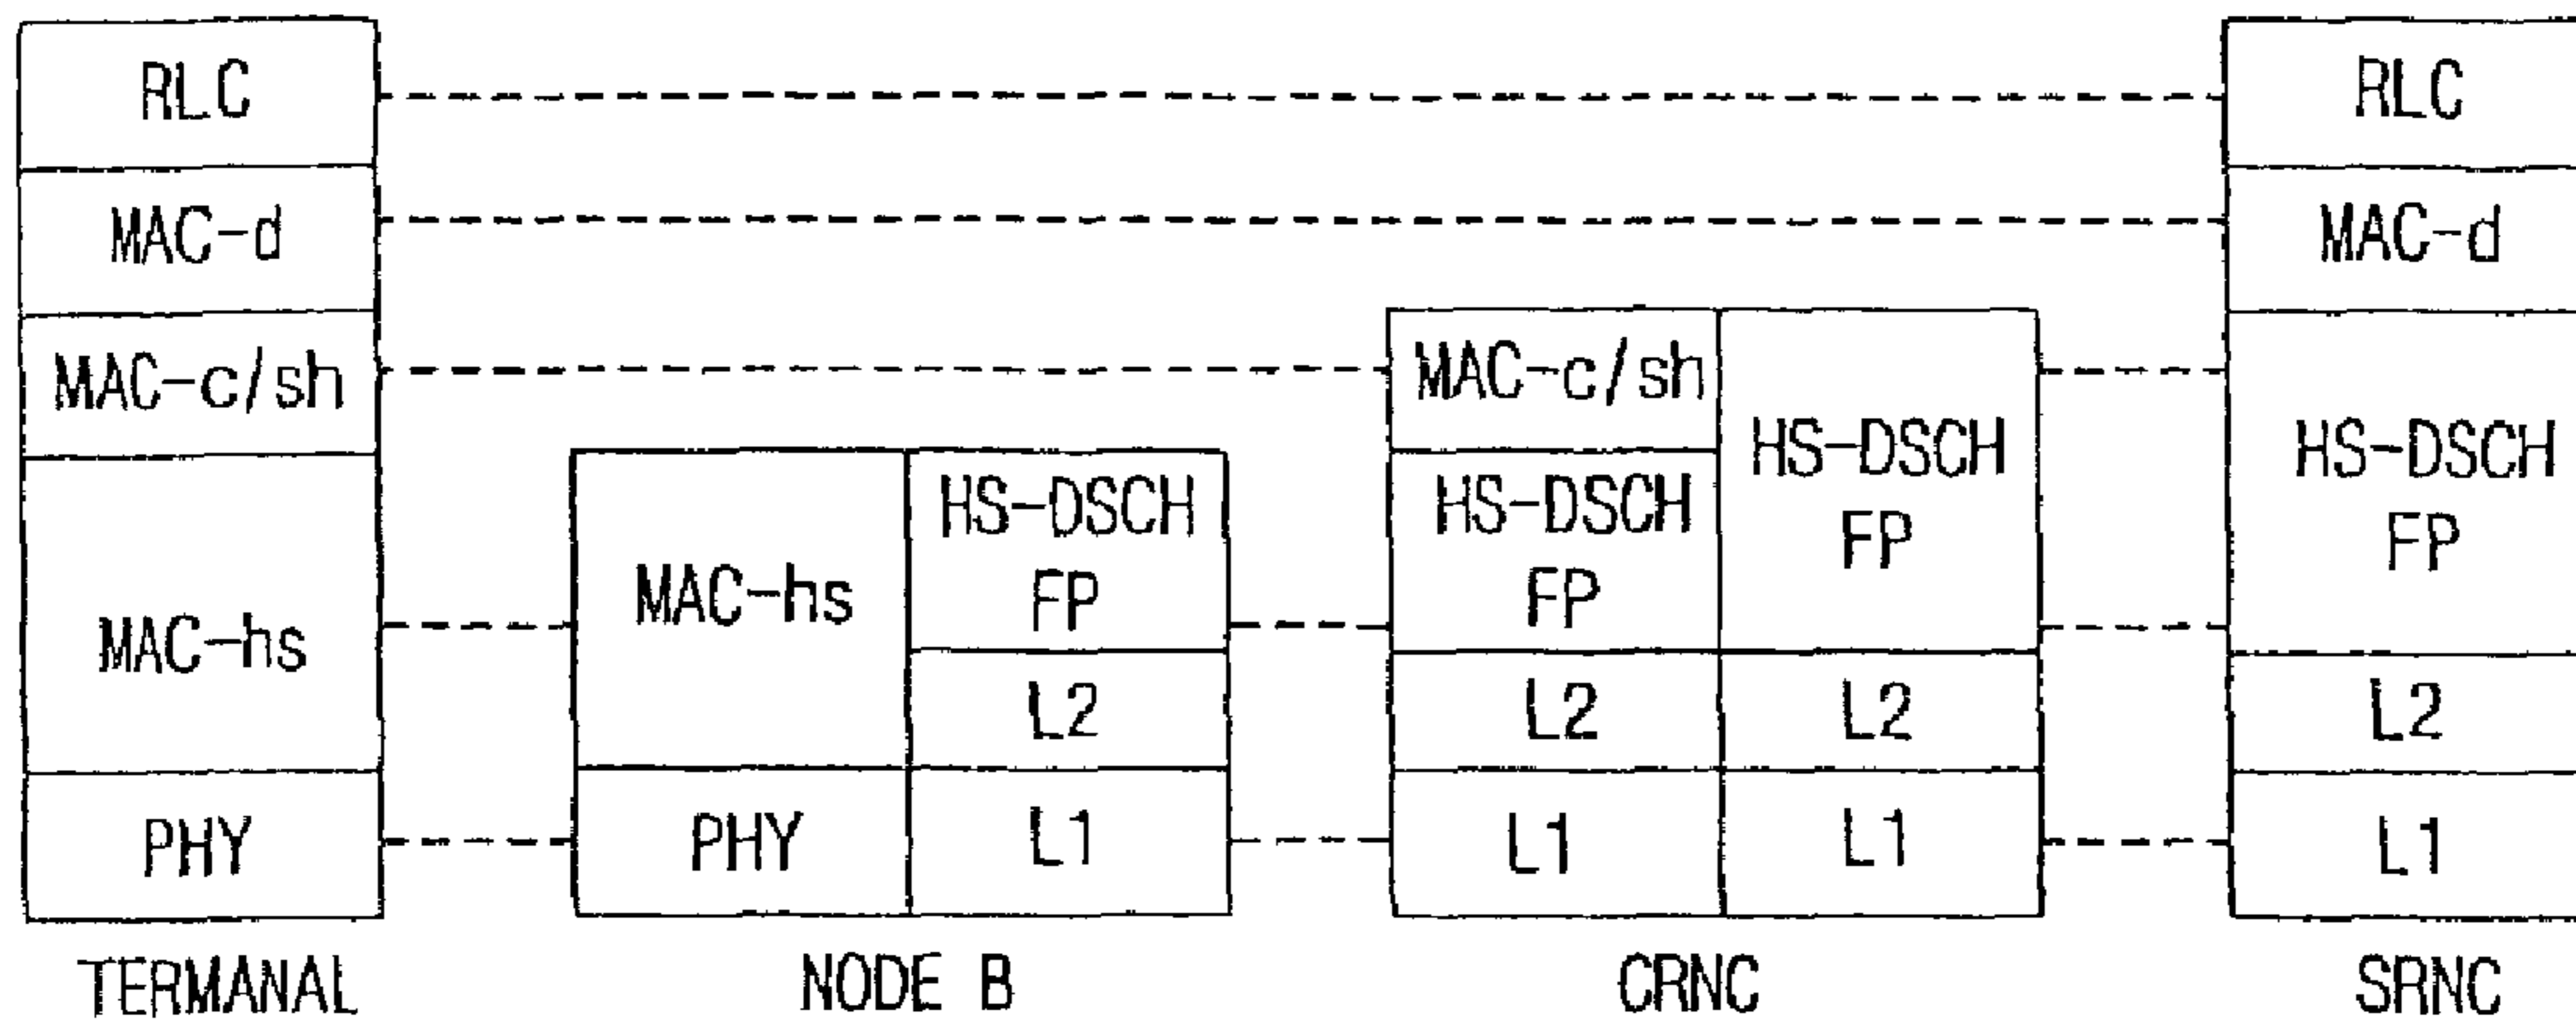 RLC
MAC-d
MAC-c/sh
MAC-hs
PHY
TERMANAL
MAC-hs
PHY
HS-DSCH
FP
L2
L1
NODE B
MAC-c/sh
HS-DSCH
FP
L2
L1
HS-DSCH
FP
L2
L1
CRNC
RLC
MAC-d
HS-DSCH
FP
L2
L1
SRNC